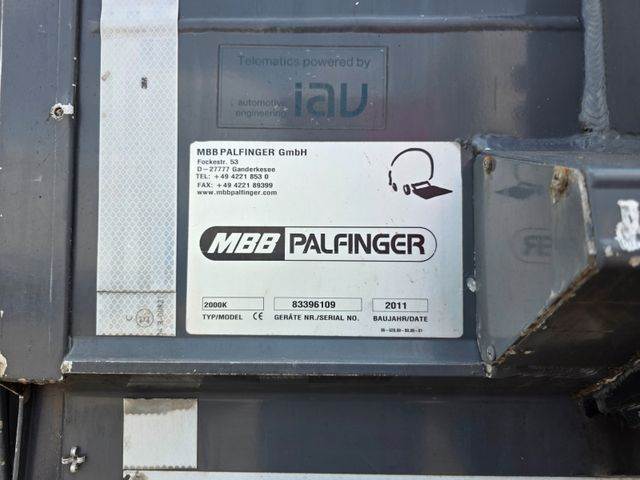 Telematics powered by
iav
automotive
engineering
MBB PALFINGER GmbH
Fockestr. 53
D – 27777 Ganderkesee
TEL: +49 4221 853 0
FAX: +49 4221 89399
www.mbbpalfinger.com
MBB PALFINGER
2000K 83396109 2011
TYP/MODEL CE GERÄTE NR./SERIAL NO. BAUJAHR/DATE